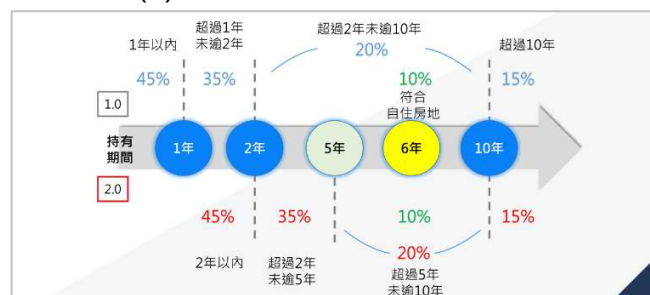 1年以內
超過1年
未逾2年
超過2年未逾10年
20%
超過10年
45%
35%
10%
15%
符合
自住房地
1.0
持有
期間
1年
2年
5年
6年
10年
2.0
45%
35%
10%
15%
20%
2年以內
超過2年
未逾5年
超過5年
未逾10年